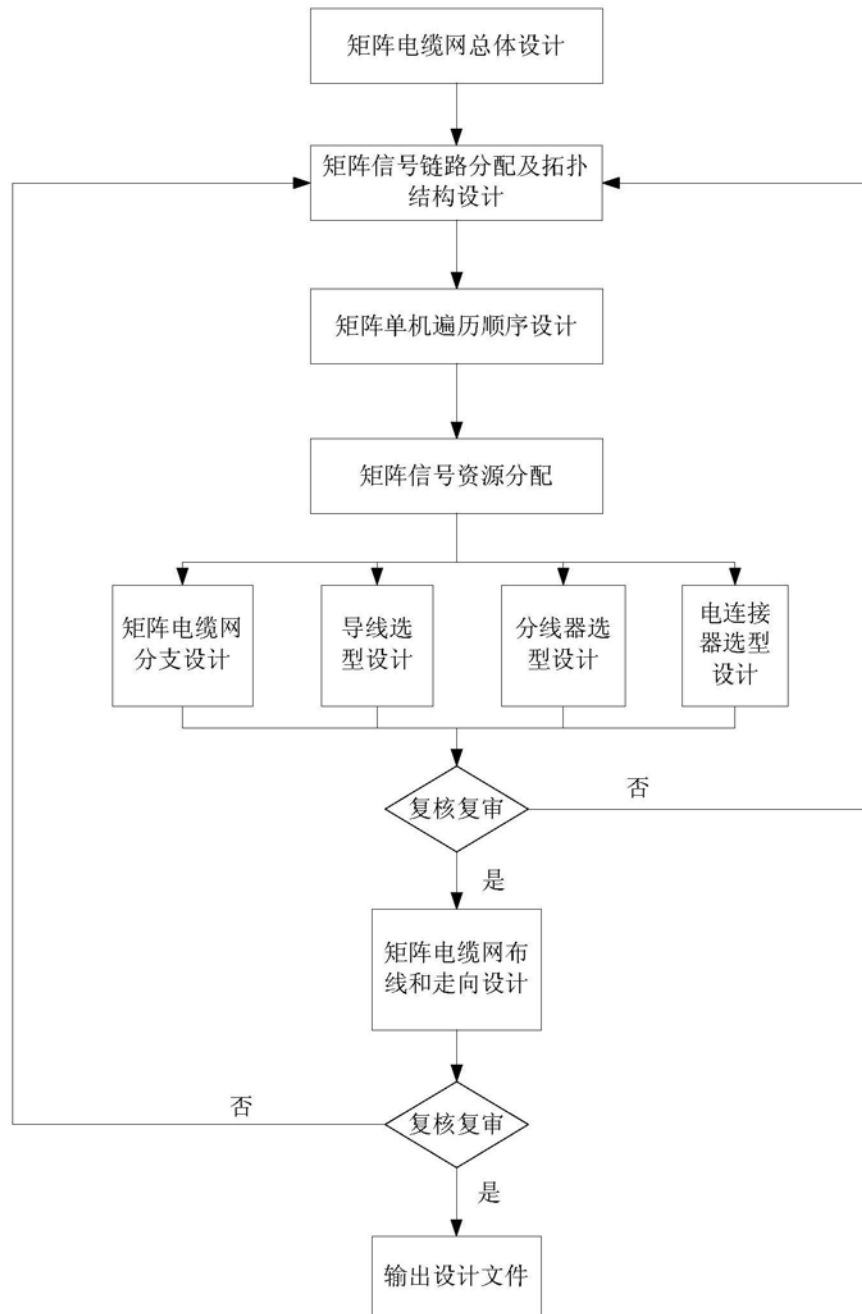 矩阵电缆网总体设计
矩阵信号链路分配及拓扑
结构设计
矩阵单机遍历顺序设计
矩阵信号资源分配
矩阵电缆网
分支设计
导线选
型设计
分线器选
型设计
电连接
器选型
设计
复核复审
否
是
矩阵电缆网布
线和走向设计
否
复核复审
是
输出设计文件